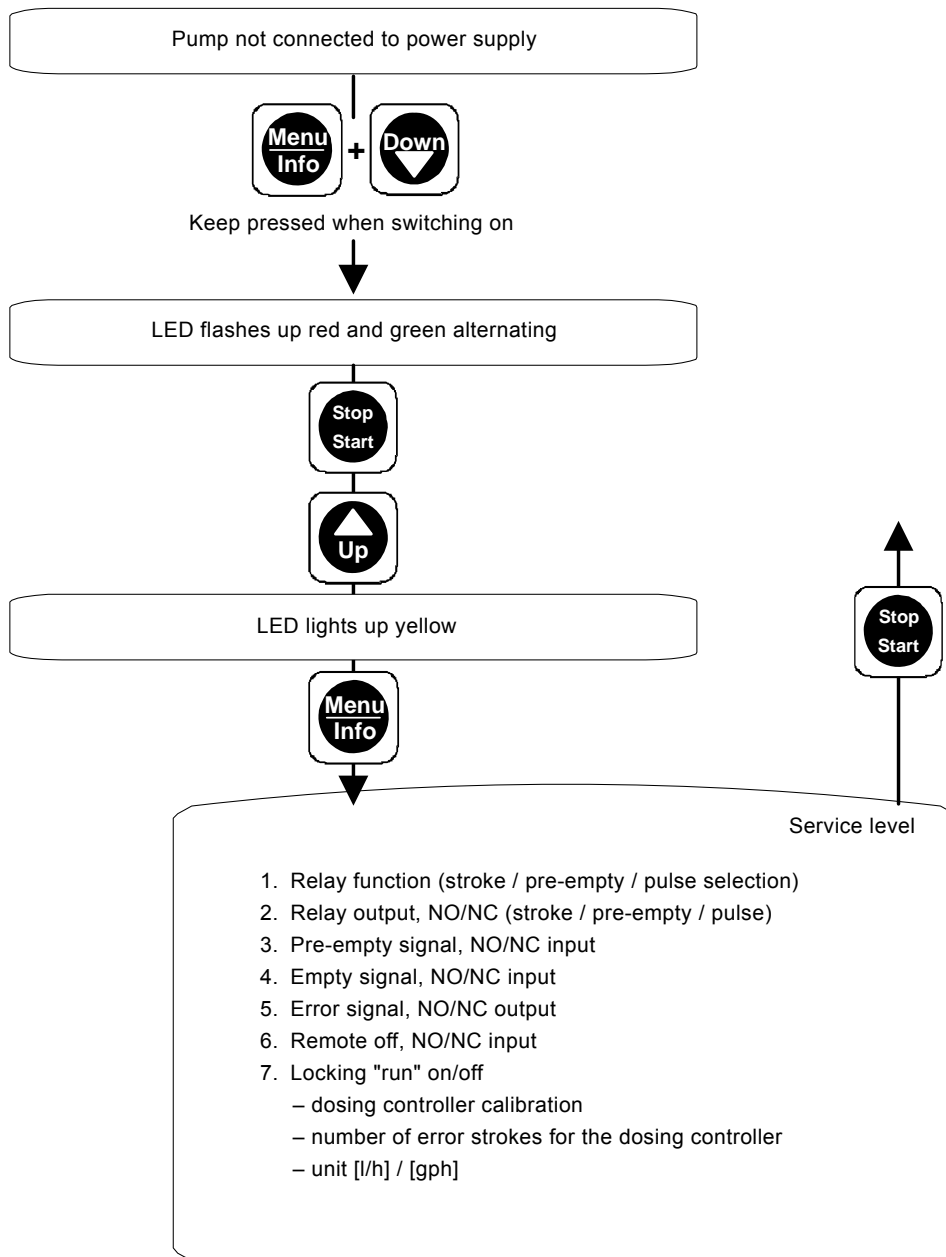 Pump not connected to power supply
Menu
Info
+
Down
Keep pressed when switching on
LED flashes up red and green alternating
Stop
Start
Up
LED lights up yellow
Stop
Start
Menu
Info
Service level
1. Relay function (stroke / pre-empty / pulse selection)
2. Relay output, NO/NC (stroke / pre-empty / pulse)
3. Pre-empty signal, NO/NC input
4. Empty signal, NO/NC input
5. Error signal, NO/NC output
6. Remote off, NO/NC input
7. Locking "run" on/off
– dosing controller calibration
– number of error strokes for the dosing controller
– unit [l/h] / [gph]